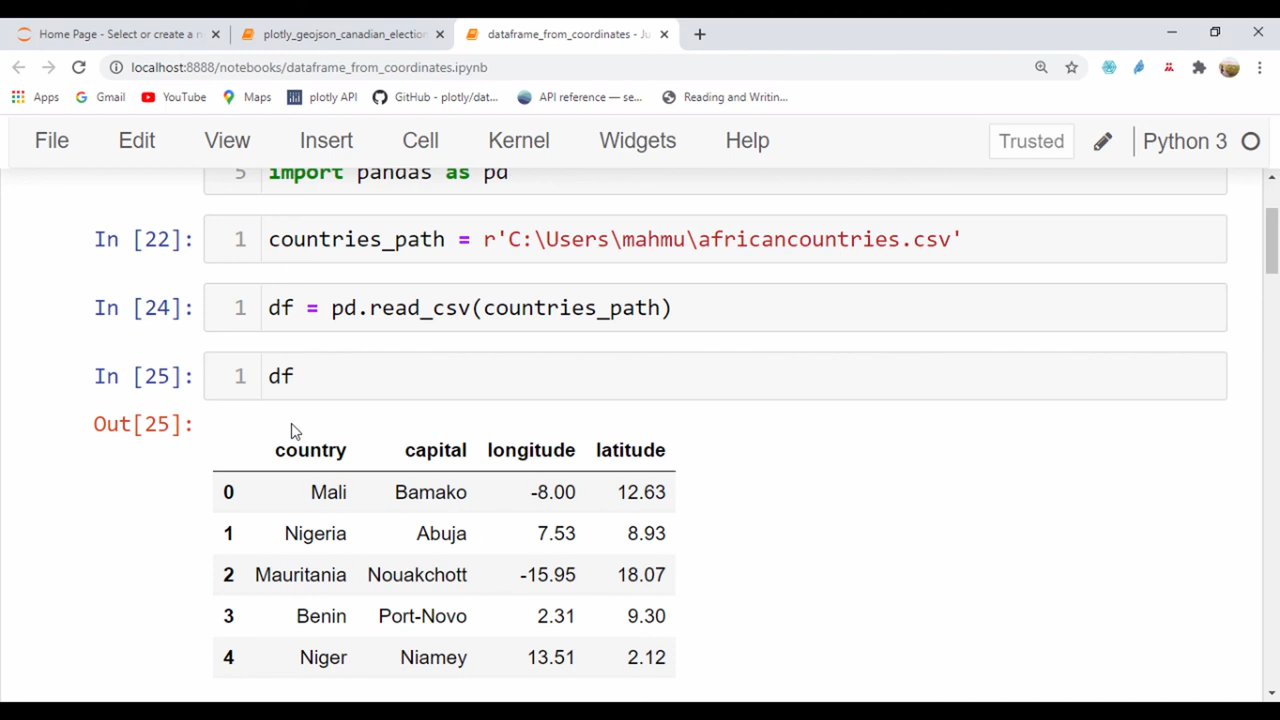 Home Page - Select or create a n
plotly_geojson_canadian_election
dataframe_from_coordinates - Ju
localhost:8888/notebooks/dataframe_from_coordinates.ipynb
Apps Gmail YouTube Maps plotly API GitHub - plotly/dat... API reference — se... Reading and Writin...
File Edit View Insert Cell Kernel Widgets Help Trusted Python 3
5 import pandas as pd
In [22]: 1 countries_path = r'C:\Users\mahmu\africancountries.csv'
In [24]: 1 df = pd.read_csv(countries_path)
In [25]: 1 df
Out[25]:
country capital longitude latitude
0 Mali Bamako -8.00 12.63
1 Nigeria Abuja 7.53 8.93
2 Mauritania Nouakchott -15.95 18.07
3 Benin Port-Novo 2.31 9.30
4 Niger Niamey 13.51 2.12